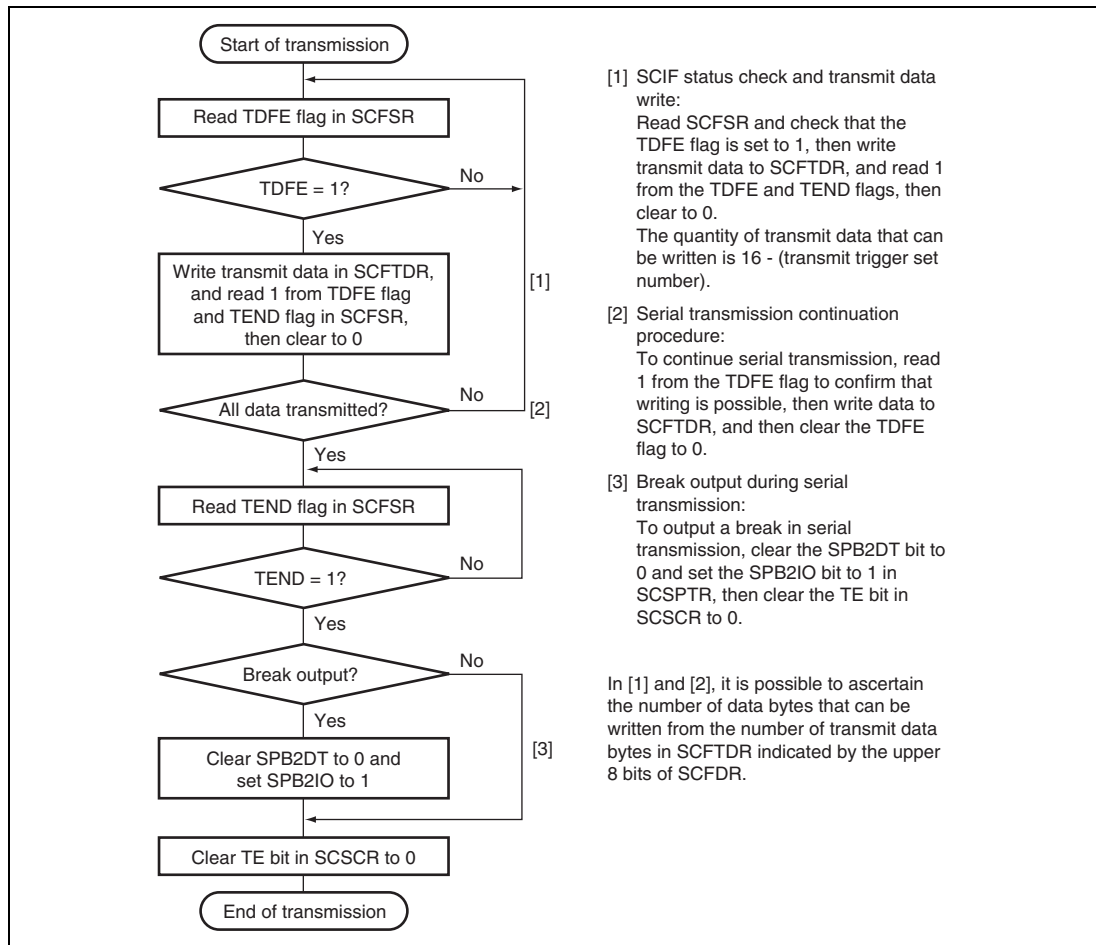 Start of transmission
Read TDFE flag in SCFSR
TDFE = 1?
No
Yes
Write transmit data in SCFTDR,
and read 1 from TDFE flag
and TEND flag in SCFSR,
then clear to 0
[1]
All data transmitted?
No
[2]
Yes
Read TEND flag in SCFSR
TEND = 1?
No
Yes
Break output?
No
Yes
Clear SPB2DT to 0 and
set SPB2IO to 1
[3]
Clear TE bit in SCSCR to 0
End of transmission
[1] SCIF status check and transmit data
write:
Read SCFSR and check that the
TDFE flag is set to 1, then write
transmit data to SCFTDR, and read 1
from the TDFE and TEND flags, then
clear to 0.
The quantity of transmit data that can
be written is 16 - (transmit trigger set
number).
[2] Serial transmission continuation
procedure:
To continue serial transmission, read
1 from the TDFE flag to confirm that
writing is possible, then write data to
SCFTDR, and then clear the TDFE
flag to 0.
[3] Break output during serial
transmission:
To output a break in serial
transmission, clear the SPB2DT bit to
0 and set the SPB2IO bit to 1 in
SCSPTR, then clear the TE bit in
SCSCR to 0.
In [1] and [2], it is possible to ascertain
the number of data bytes that can be
written from the number of transmit data
bytes in SCFTDR indicated by the upper
8 bits of SCFDR.